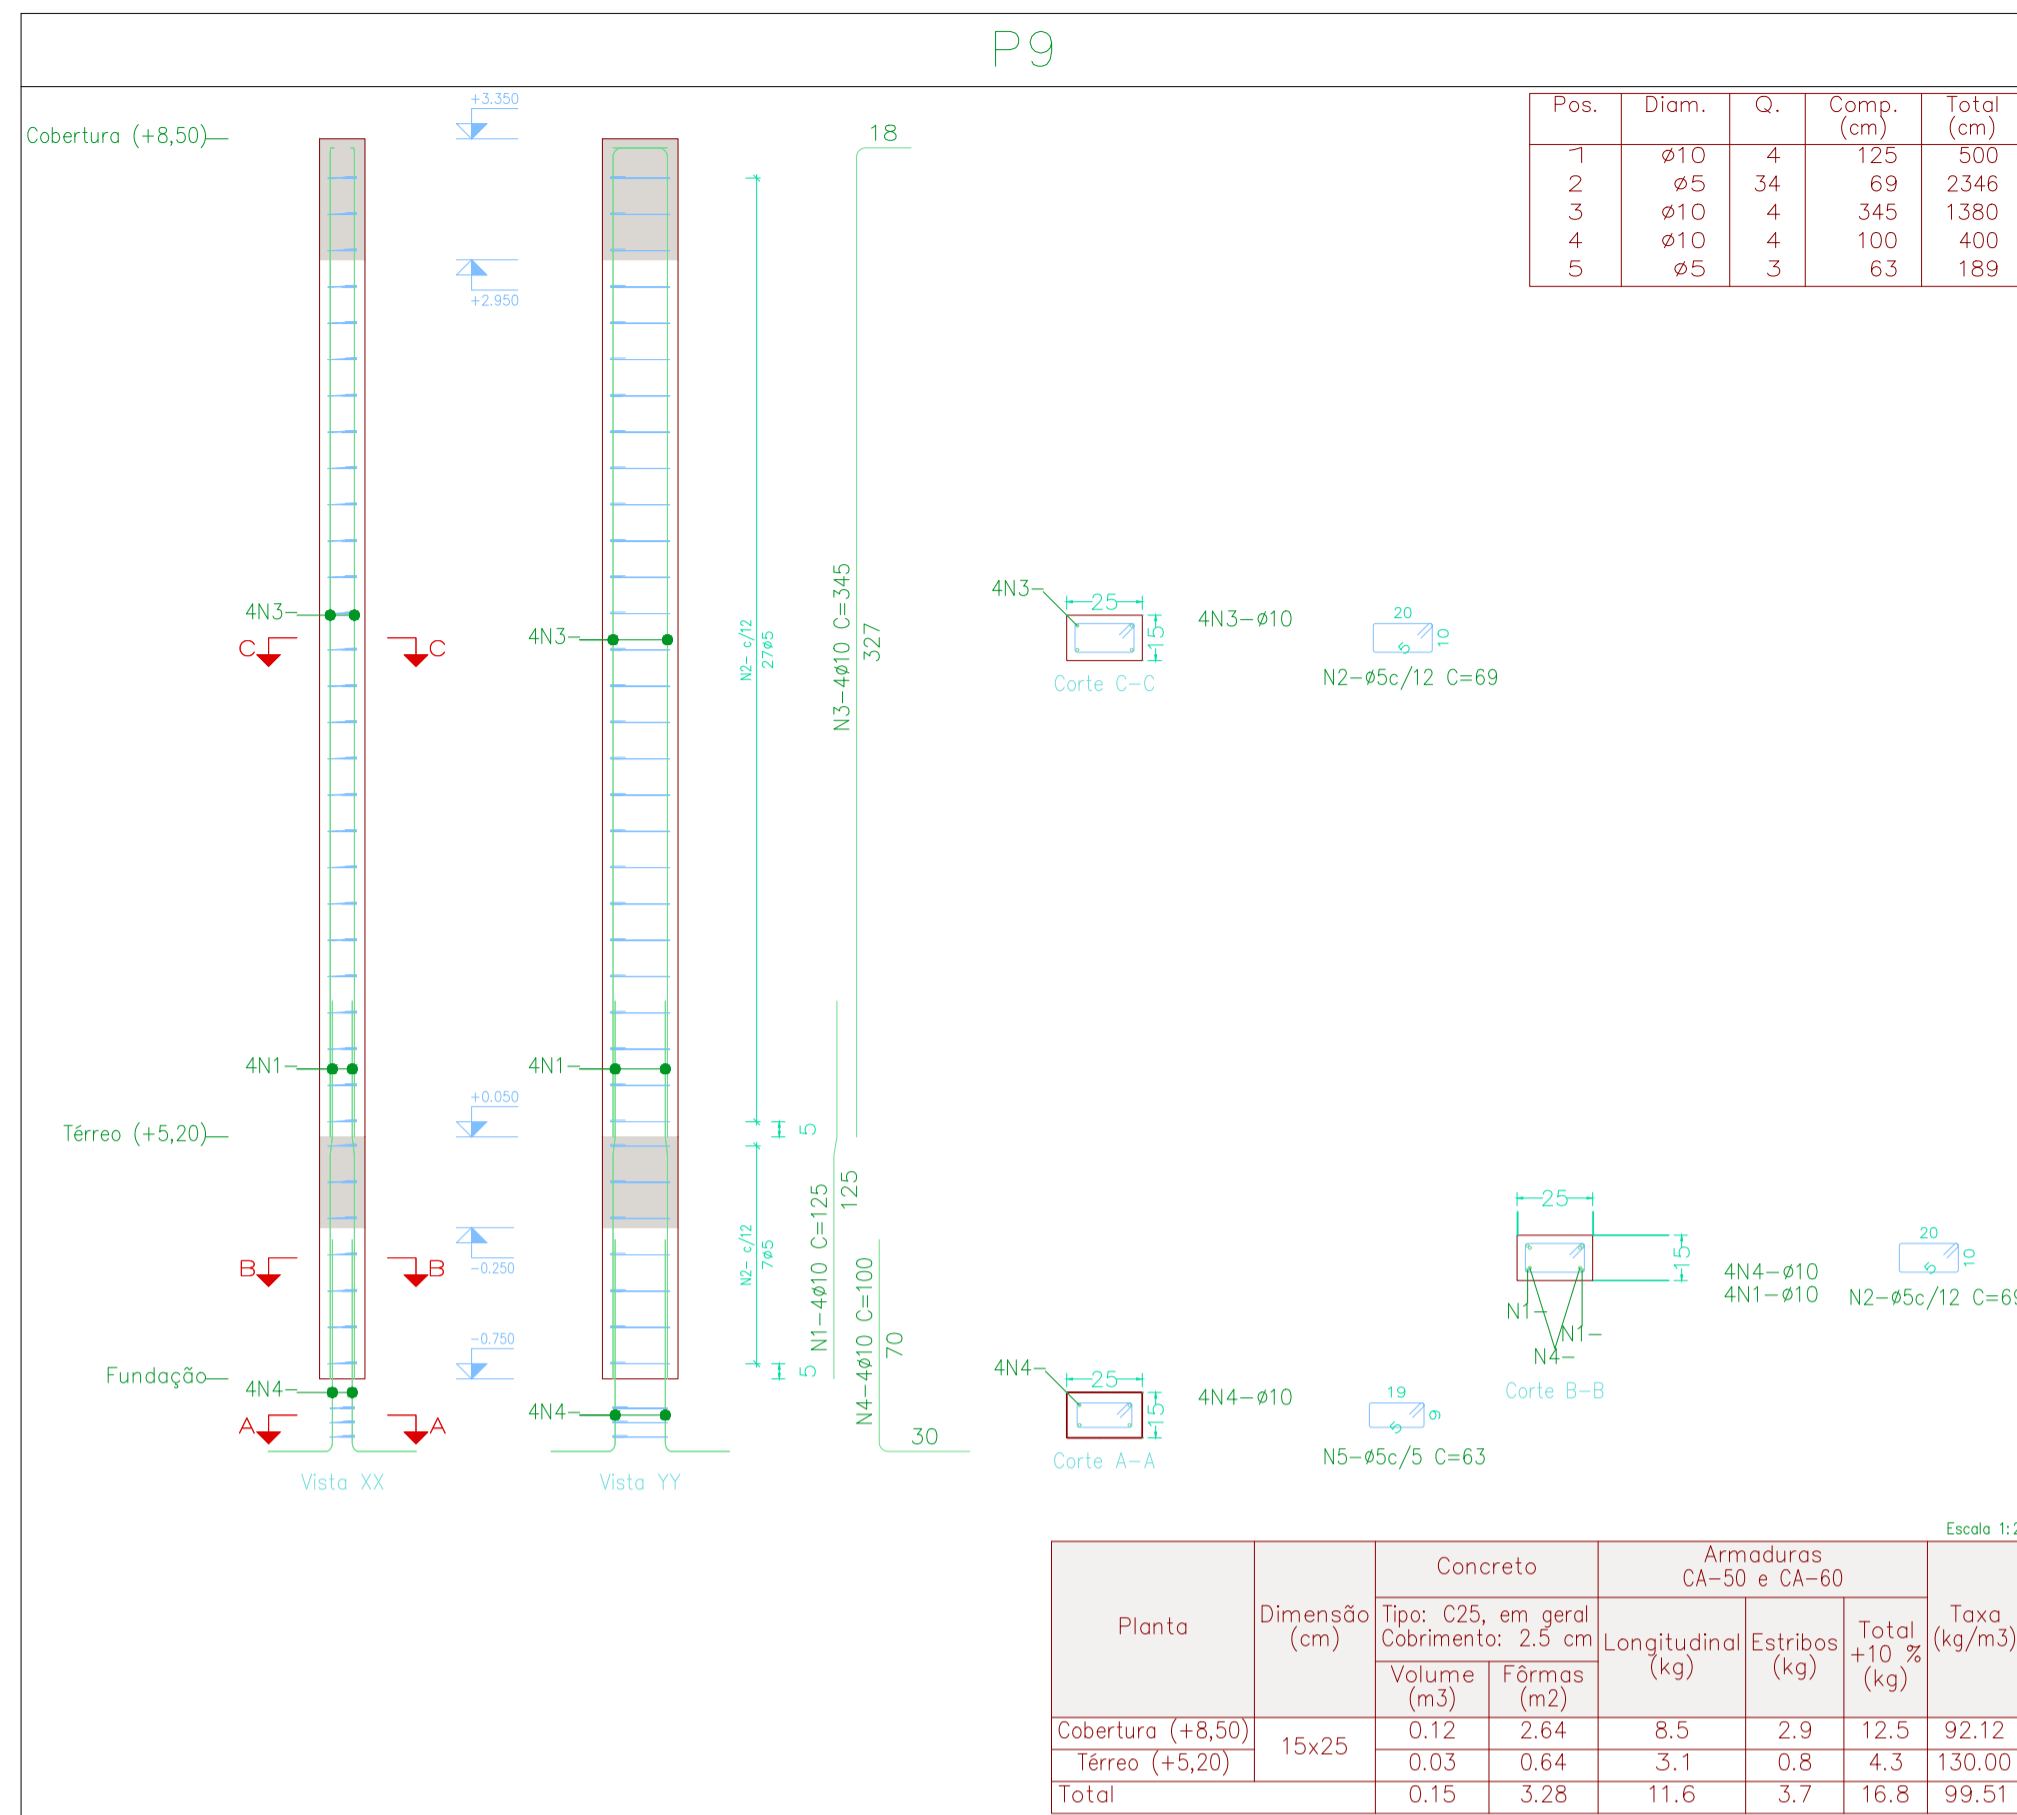 P9
Pos. Diam. Q. Comp. (cm) Total (cm)
1 ø10 4 125 500
2 ø5 34 69 2346
3 ø10 4 345 1380
4 ø10 4 100 400
5 ø5 3 63 189
Cobertura (+8,50)
+3.350
+2.950
18
4N3
4N3
C
C
N2- c/12
27ø5
N3-4ø10 C=345
327
4N3
25
15
Corte C-C
4N3-ø10
20
10
5
N2-ø5c/12 C=69
4N1
4N1
+0.050
Térreo (+5,20)
5
-0.250
B
B
N2- c/12
7ø5
N1-4ø10 C=125
125
25
15
N1-
N1-
N4-
Corte B-B
4N4-ø10
4N1-ø10
20
10
5
N2-ø5c/12 C=69
-0.750
Fundação
5
4N4
4N4
A
A
N4-4ø10 C=100
70
30
4N4
25
15
Corte A-A
4N4-ø10
19
9
5
N5-ø5c/5 C=63
Vista XX
Vista YY
Escala 1:2
Planta
Dimensão
(cm)
Concreto
Tipo: C25, em geral
Cobrimento: 2.5 cm
Volume
(m3)
Fôrmas
(m2)
Armaduras
CA-50 e CA-60
Longitudinal
(kg)
Estribos
(kg)
Total
+10 %
(kg)
Taxa
(kg/m3)
Cobertura (+8,50) 15x25 0.12 2.64 8.5 2.9 12.5 92.12
Térreo (+5,20) 0.03 0.64 3.1 0.8 4.3 130.00
Total 0.15 3.28 11.6 3.7 16.8 99.51